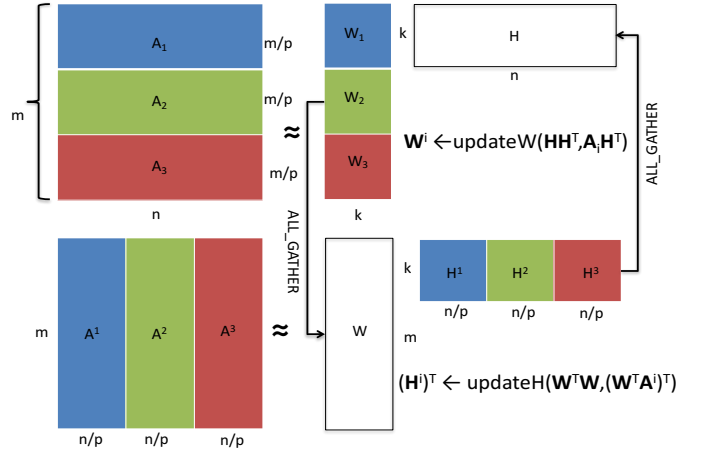 A₁
m/p
W₁
k
H
n
m
A₂
m/p
W₂
≈
𝐖ⁱ ←updateW(𝐇𝐇ᵀ,𝐀ᵢ𝐇ᵀ)
A₃
m/p
W₃
n
k
ALL_GATHER
ALL_GATHER
k
H¹
H²
H³
n/p
n/p
n/p
m
A¹
A²
A³
≈
W
m
(𝐇ⁱ)ᵀ ← updateH(𝐖ᵀ𝐖,(𝐖ᵀ𝐀ⁱ)ᵀ)
n/p
n/p
n/p